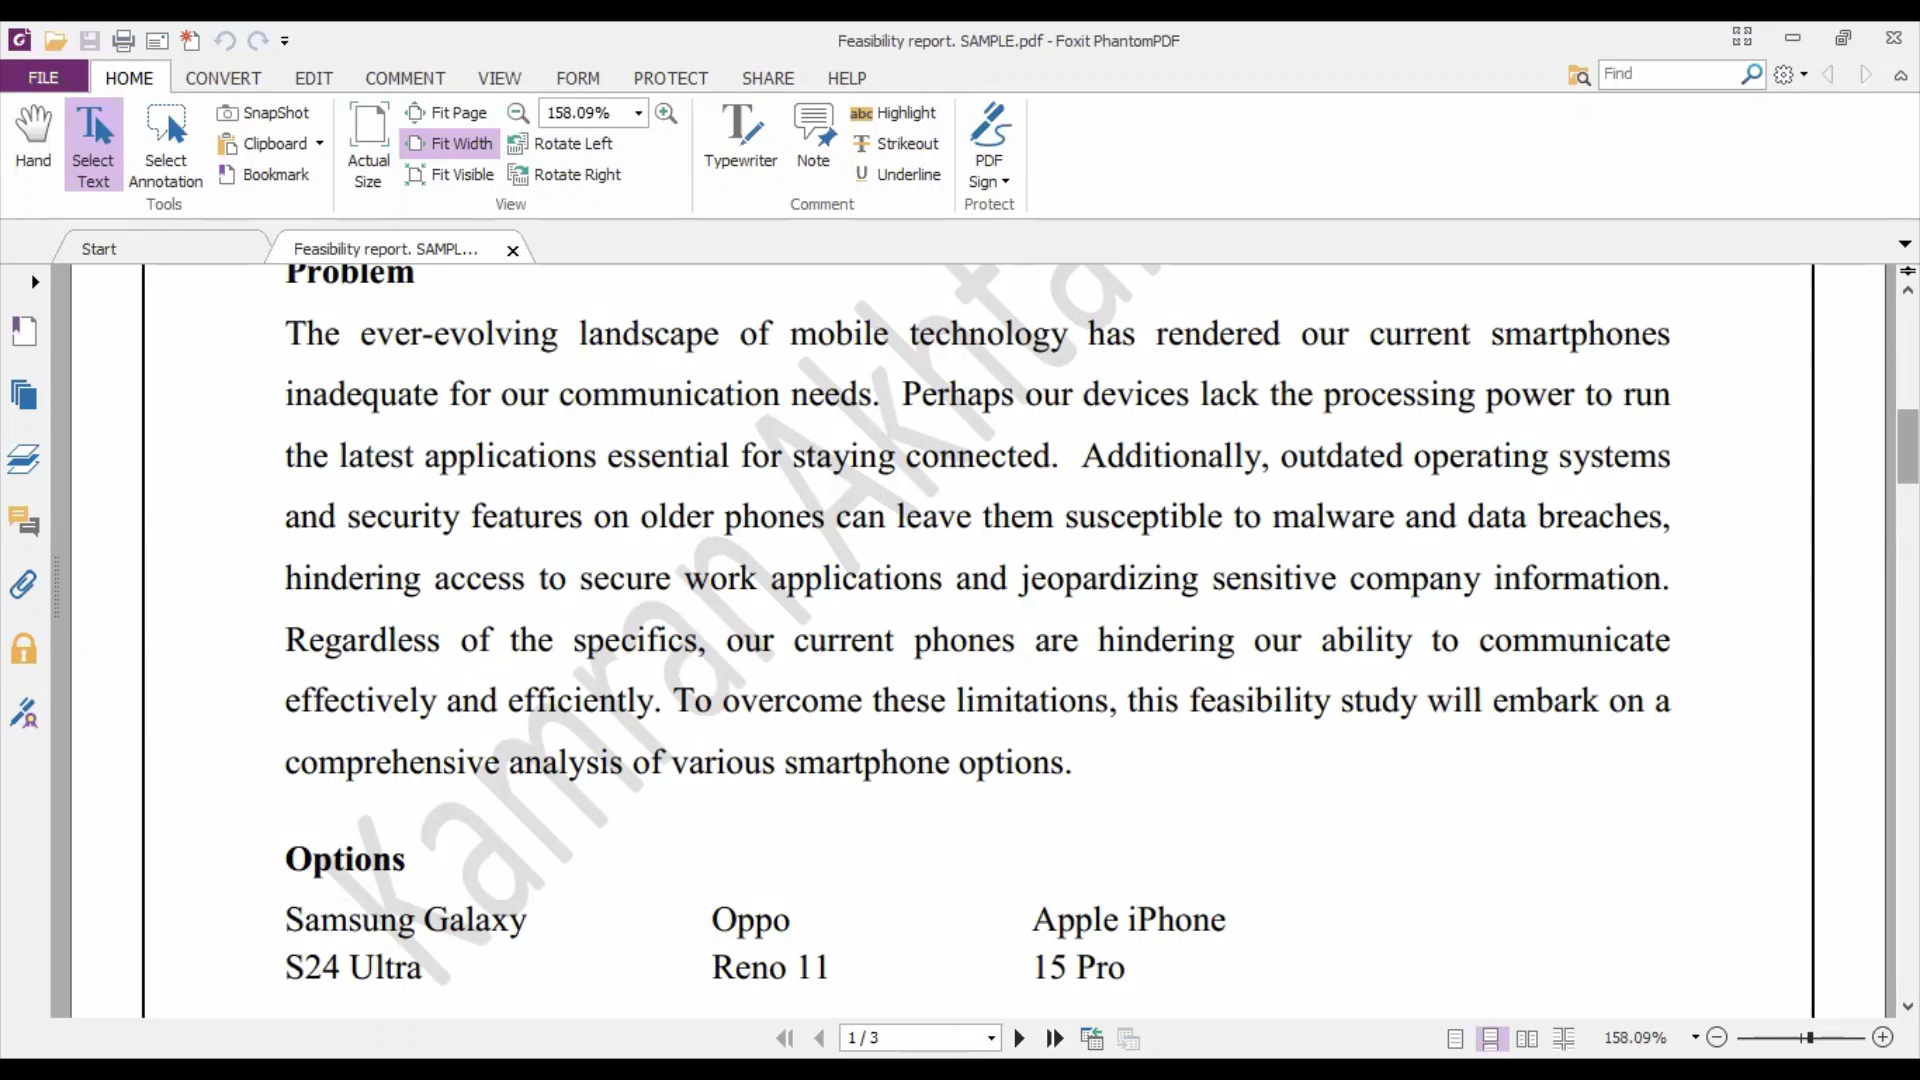 Feasibility report. SAMPLE.pdf - Foxit PhantomPDF
FILE HOME CONVERT EDIT COMMENT VIEW FORM PROTECT SHARE HELP Find
Hand
Select Text
Select Annotation
SnapShot
Clipboard
Bookmark
Tools
Actual Size
Fit Page
Fit Width
Fit Visible
158.09%
Rotate Left
Rotate Right
View
Typewriter
Note
abc Highlight
Strikeout
Underline
Comment
PDF Sign
Protect
Start Feasibility report. SAMPL...
Problem
The ever-evolving landscape of mobile technology has rendered our current smartphones
inadequate for our communication needs. Perhaps our devices lack the processing power to run
the latest applications essential for staying connected. Additionally, outdated operating systems
and security features on older phones can leave them susceptible to malware and data breaches,
hindering access to secure work applications and jeopardizing sensitive company information.
Regardless of the specifics, our current phones are hindering our ability to communicate
effectively and efficiently. To overcome these limitations, this feasibility study will embark on a
comprehensive analysis of various smartphone options.
Options
Samsung Galaxy Oppo Apple iPhone
S24 Ultra Reno 11 15 Pro
Kamran Akhta
1 / 3 158.09%